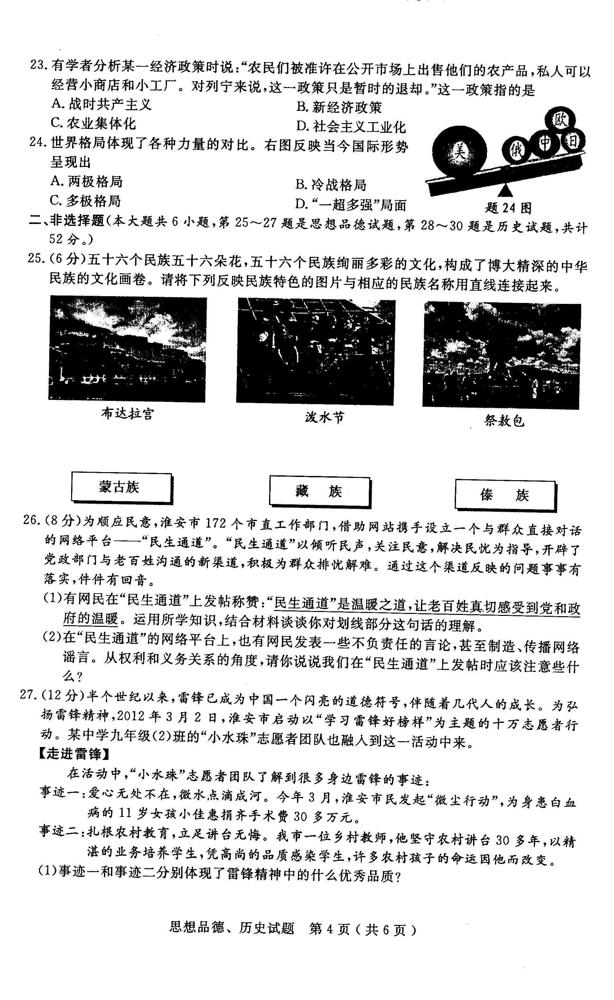 23. 有学者分析某一经济政策时说:“农民们被准许在公开市场上出售他们的农产品,私人可以
经营小商店和小工厂。对列宁来说,这一政策只是暂时的退却。”这一政策指的是
A. 战时共产主义 B. 新经济政策
C. 农业集体化 D. 社会主义工业化
24. 世界格局体现了各种力量的对比。右图反映当今国际形势
呈现出
A. 两极格局 B. 冷战格局
C. 多极格局 D. “一超多强”局面
美 俄 中 日 欧
题 24 图
二、非选择题(本大题共 6 小题,第 25~27 题是思想品德试题,第 28~30 题是历史试题,共计
52 分。)
25. (6 分)五十六个民族五十六朵花,五十六个民族绚丽多彩的文化,构成了博大精深的中华
民族的文化画卷。请将下列反映民族特色的图片与相应的民族名称用直线连接起来。
布达拉宫 泼水节 祭敖包
蒙古族 藏 族 傣 族
26. (8 分)为顺应民意,淮安市 172 个市直工作部门,借助网站携手设立一个与群众直接对话
的网络平台——“民生通道”。“民生通道”以倾听民声,关注民意,解决民忧为指导,开辟了
党政部门与老百姓沟通的新渠道,积极为群众排忧解难。通过这个渠道反映的问题事事有
落实,件件有回音。
(1)有网民在“民生通道”上发帖称赞:“民生通道”是温暖之道,让老百姓真切感受到党和政
府的温暖。运用所学知识,结合材料谈谈你对划线部分这句话的理解。
(2)在“民生通道”的网络平台上,也有网民发表一些不负责任的言论,甚至制造、传播网络
谣言。从权利和义务关系的角度,请你说说我们在“民生通道”上发帖时应该注意些什
么?
27. (12 分)半个世纪以来,雷锋已成为中国一个闪亮的道德符号,伴随着几代人的成长。为弘
扬雷锋精神,2012 年 3 月 2 日,淮安市启动以“学习雷锋好榜样”为主题的十万志愿者行
动。某中学九年级(2)班的“小水珠”志愿者团队也融入到这一活动中来。
【走进雷锋】
在活动中,“小水珠”志愿者团队了解到很多身边雷锋的事迹:
事迹一:爱心无处不在,微水点滴成河。今年 3 月,淮安市民发起“微尘行动”,为身患白血
病的 11 岁女孩小佳惠捐齐手术费 30 多万元。
事迹二:扎根农村教育,立足讲台无悔。我市一位乡村教师,他坚守农村讲台 30 多年,以精
湛的业务培养学生,凭高尚的品质感染学生,许多农村孩子的命运因他而改变。
(1)事迹一和事迹二分别体现了雷锋精神中的什么优秀品质?
思想品德、历史试题 第 4 页(共 6 页)